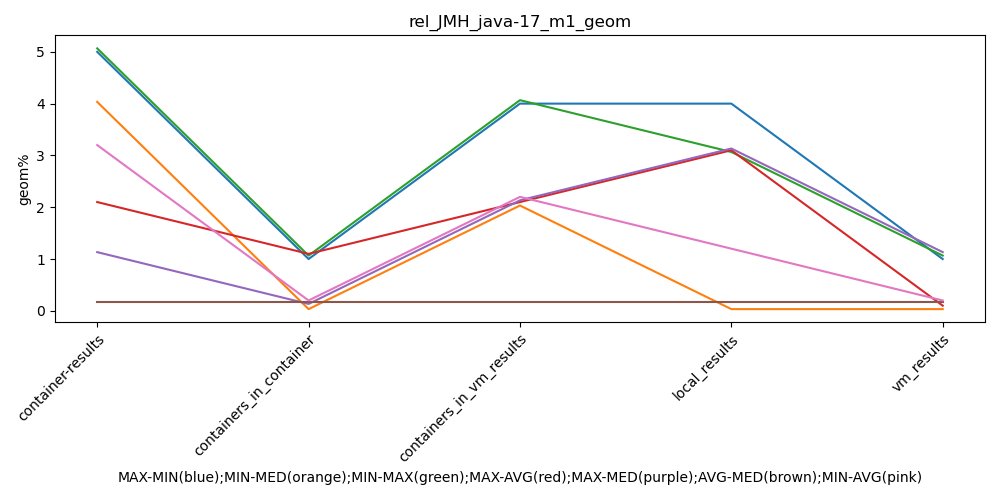 rel_JMH_java-17_m1_geom
geom%
5
4
3
2
1
0
container-results
containers_in_container
containers_in_vm_results
local_results
vm_results
MAX-MIN(blue);MIN-MED(orange);MIN-MAX(green);MAX-AVG(red);MAX-MED(purple);AVG-MED(brown);MIN-AVG(pink)